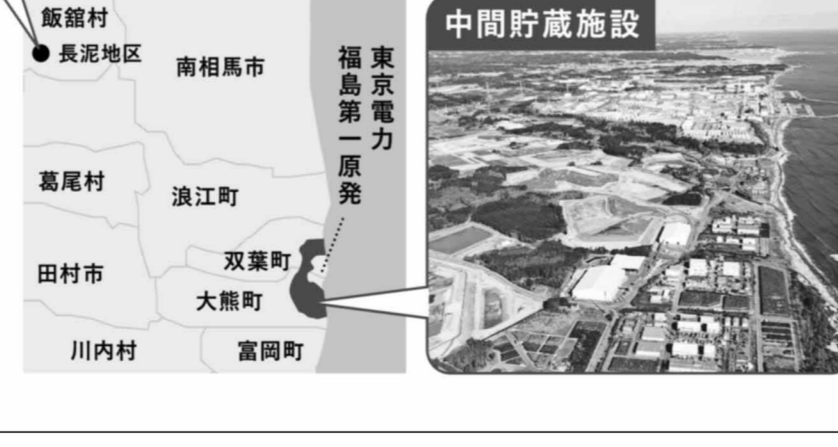 飯舘村
長泥地区
南相馬市
東京電力
福島第一原発
葛尾村
浪江町
双葉町
田村市
大熊町
川内村
富岡町
中間貯蔵施設